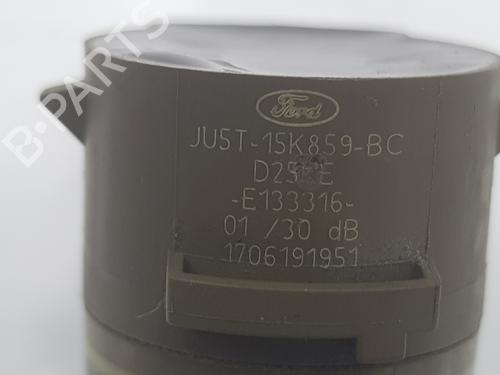 B-PARTS
Ford
JU5T-15K859-BC
-E133316-
01 /30 dB
1706191951